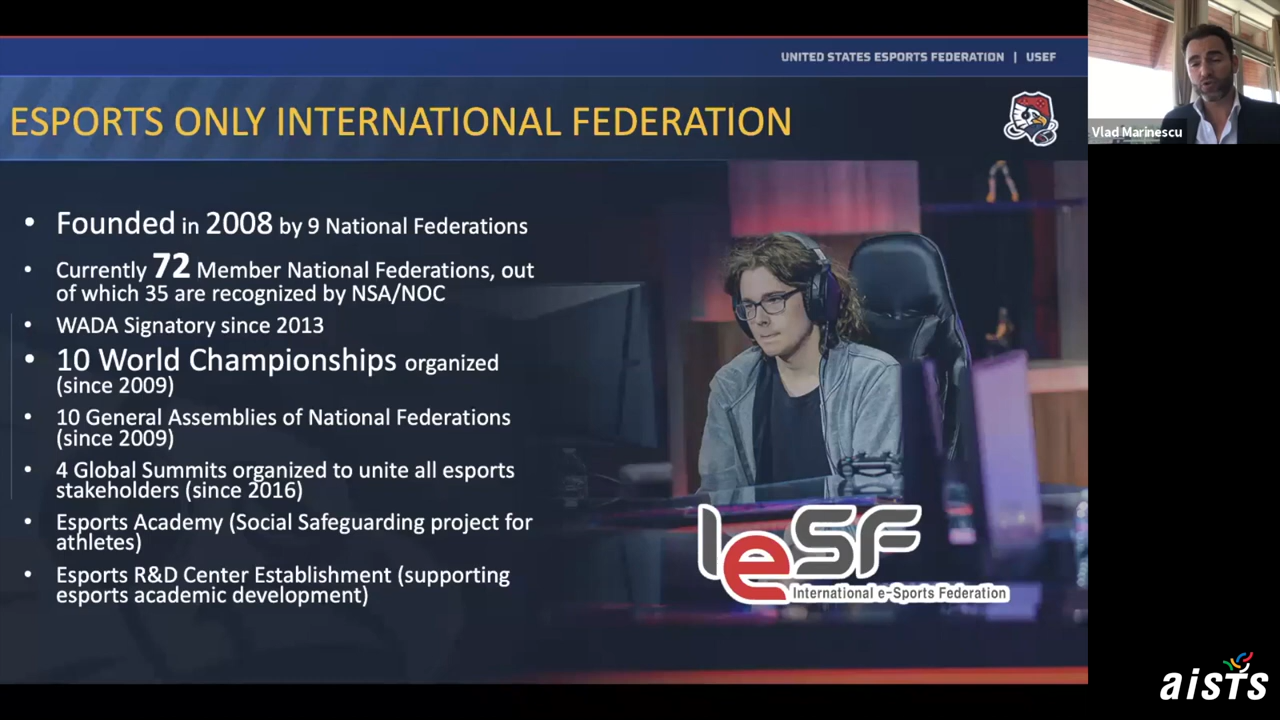 UNITED STATES ESPORTS FEDERATION | USEF
ESPORTS ONLY INTERNATIONAL FEDERATION
Vlad Marinescu
• Founded in 2008 by 9 National Federations
• Currently 72 Member National Federations, out
of which 35 are recognized by NSA/NOC
• WADA Signatory since 2013
• 10 World Championships organized
(since 2009)
• 10 General Assemblies of National Federations
(since 2009)
• 4 Global Summits organized to unite all esports
stakeholders (since 2016)
• Esports Academy (Social Safeguarding project for
athletes)
• Esports R&D Center Establishment (supporting
esports academic development)
IeSF
International e-Sports Federation
aisTs